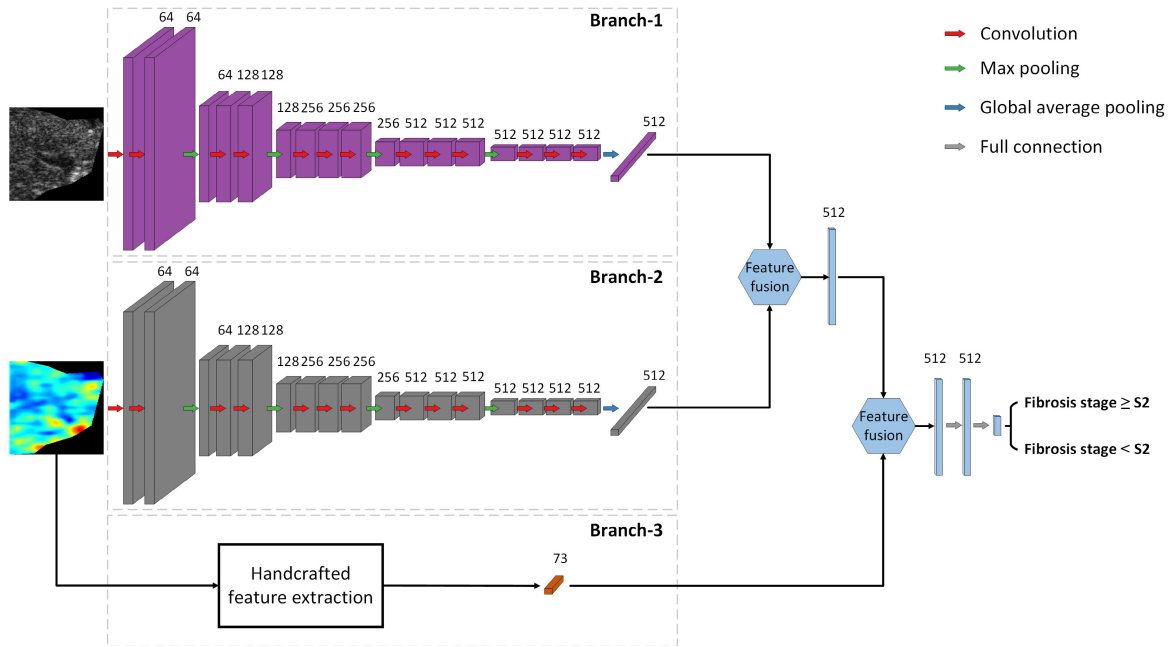 64 64
Branch-1
64 128 128
128 256 256 256
256 512 512 512
512 512 512 512
512
Convolution
Max pooling
Global average pooling
Full connection
Feature
fusion
512
64 64
Branch-2
64 128 128
128 256 256 256
256 512 512 512
512 512 512 512
512
Feature
fusion
512 512
Fibrosis stage ≥ S2
Fibrosis stage < S2
Branch-3
Handcrafted
feature extraction
73